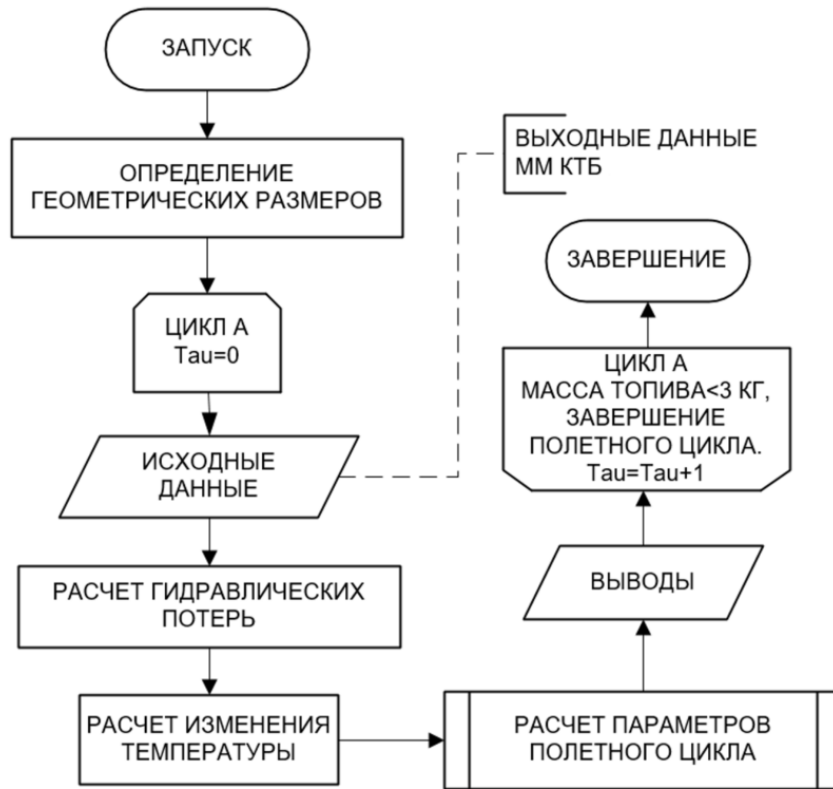 ЗАПУСК
ОПРЕДЕЛЕНИЕ
ГЕОМЕТРИЧЕСКИХ РАЗМЕРОВ
ЦИКЛ А
Tau=0
ИСХОДНЫЕ
ДАННЫЕ
РАСЧЕТ ГИДРАВЛИЧЕСКИХ
ПОТЕРЬ
РАСЧЕТ ИЗМЕНЕНИЯ
ТЕМПЕРАТУРЫ
ВЫХОДНЫЕ ДАННЫЕ
ММ КТБ
ЗАВЕРШЕНИЕ
ЦИКЛ А
МАССА ТОПИВА<3 КГ,
ЗАВЕРШЕНИЕ
ПОЛЕТНОГО ЦИКЛА.
Tau=Tau+1
ВЫВОДЫ
РАСЧЕТ ПАРАМЕТРОВ
ПОЛЕТНОГО ЦИКЛА